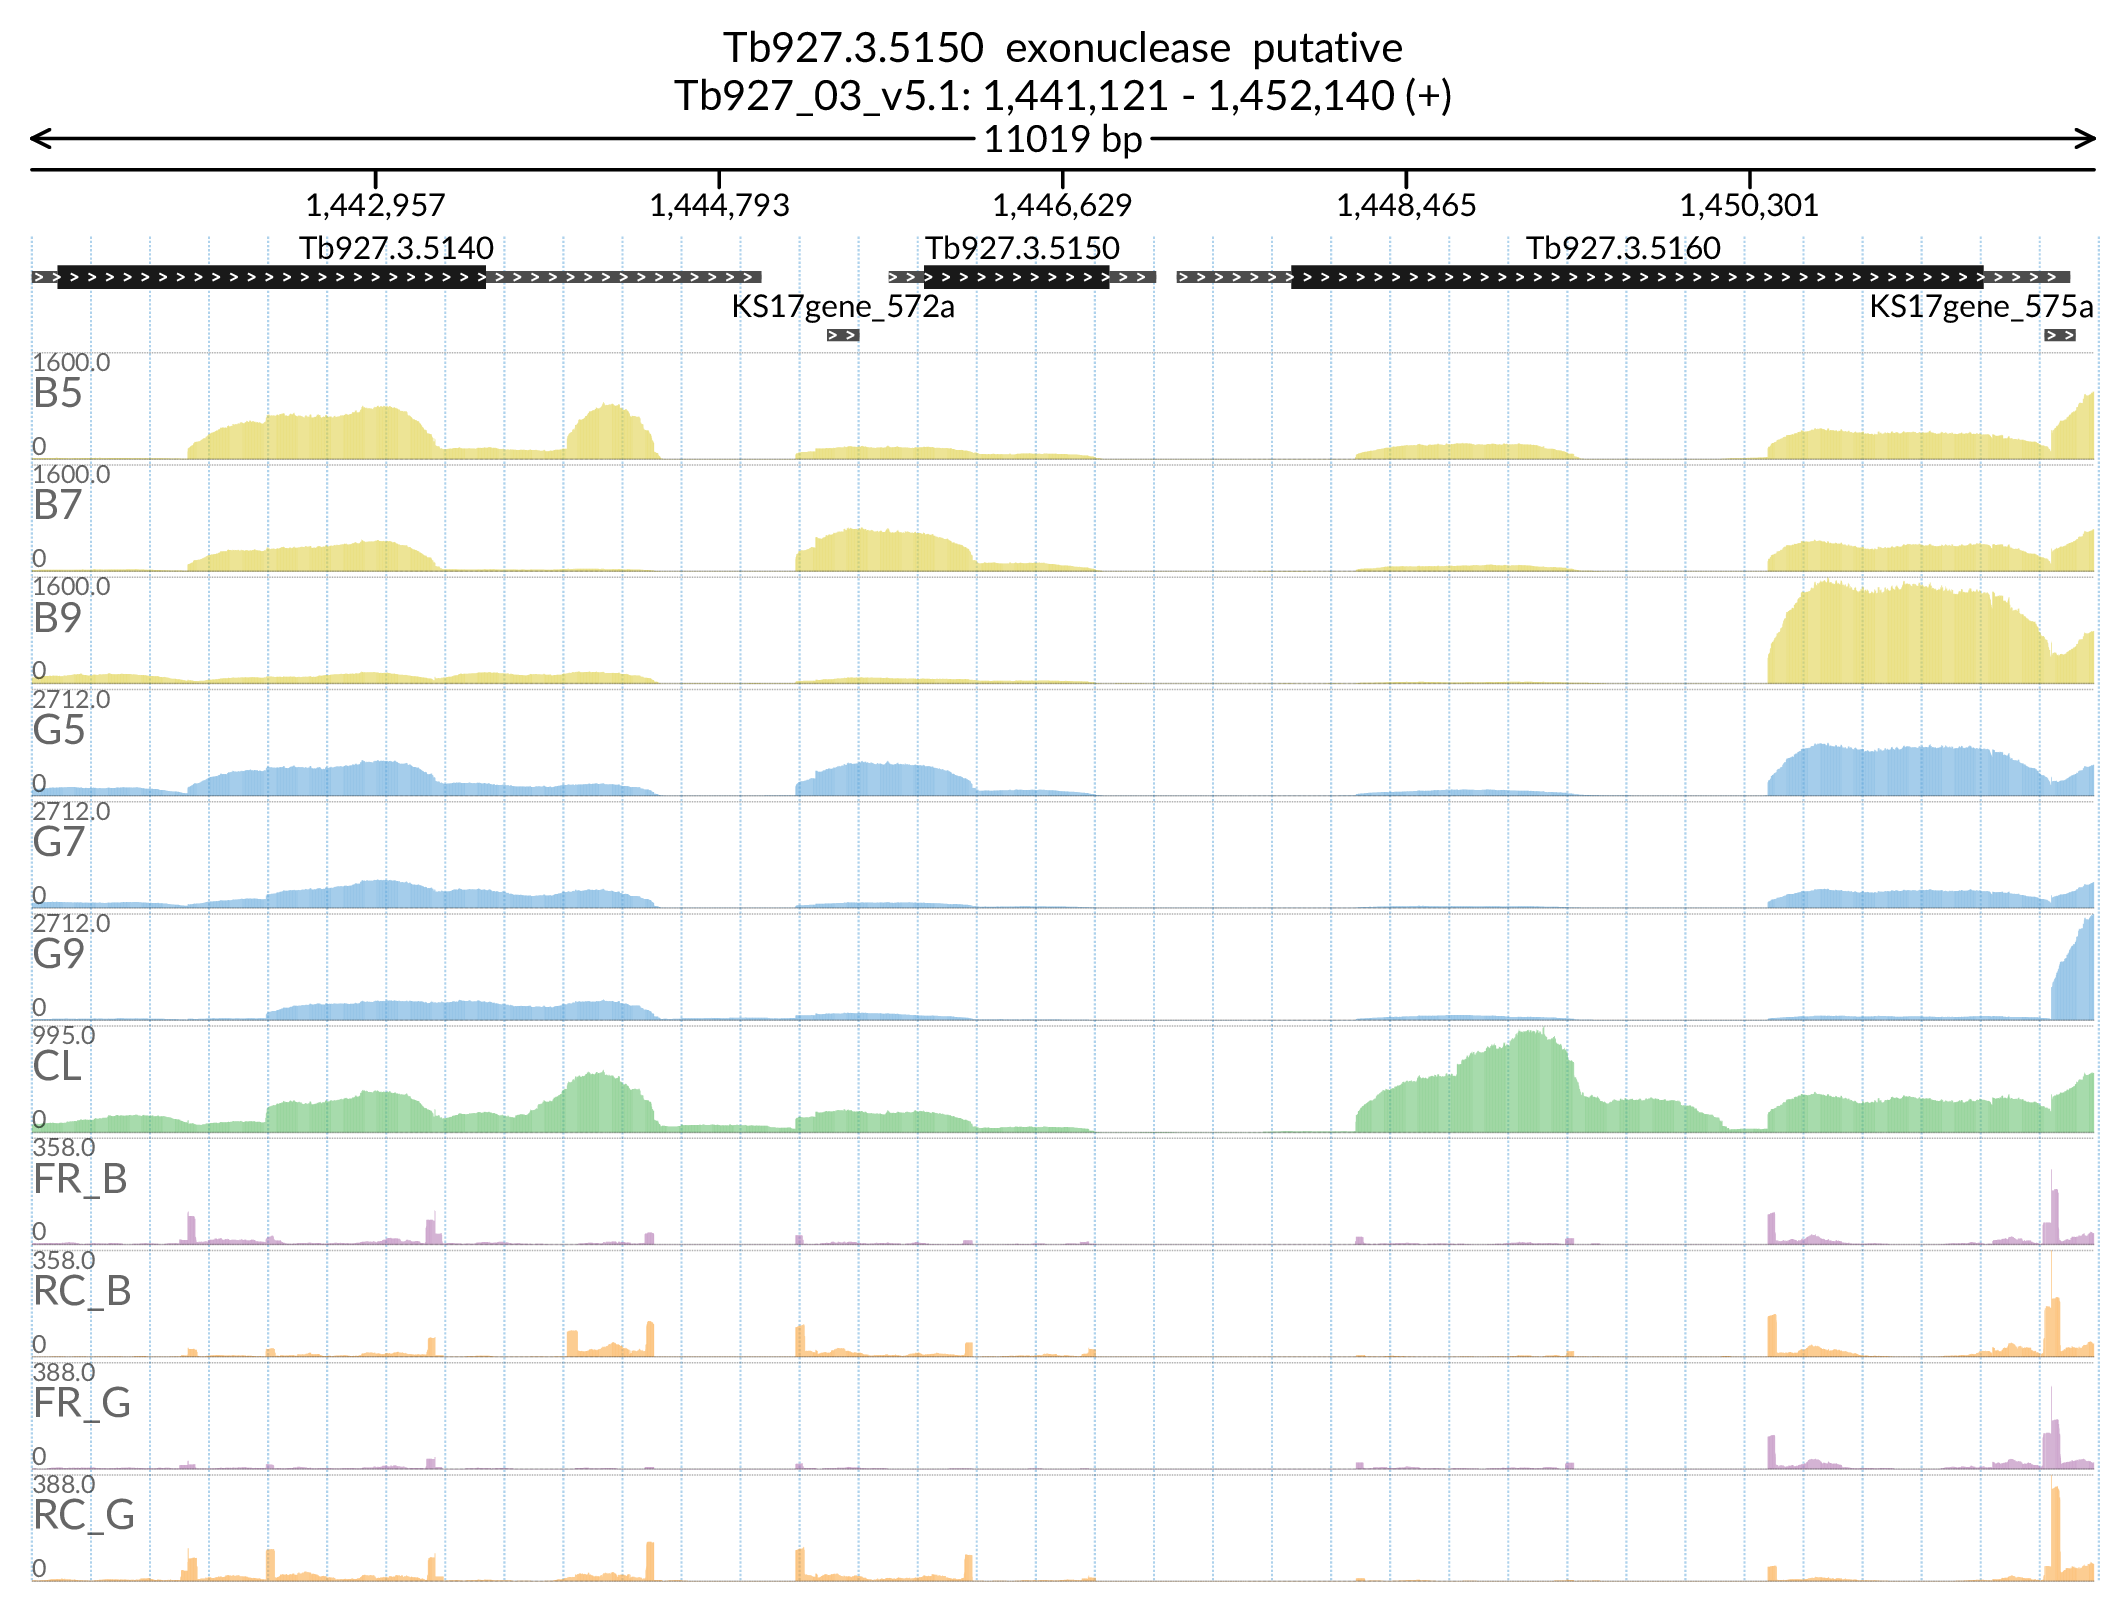 Tb927.3.5150 exonuclease putative
Tb927_03_v5.1: 1,441,121 - 1,452,140 (+)
11019 bp
1,442,957 1,444,793 1,446,629 1,448,465 1,450,301
Tb927.3.5140 Tb927.3.5150 Tb927.3.5160
KS17gene_572a KS17gene_575a
1600.0
B5
0
1600.0
B7
0
1600.0
B9
0
2712.0
G5
0
2712.0
G7
0
2712.0
G9
0
995.0
CL
0
358.0
FR_B
0
358.0
RC_B
0
388.0
FR_G
0
388.0
RC_G
0